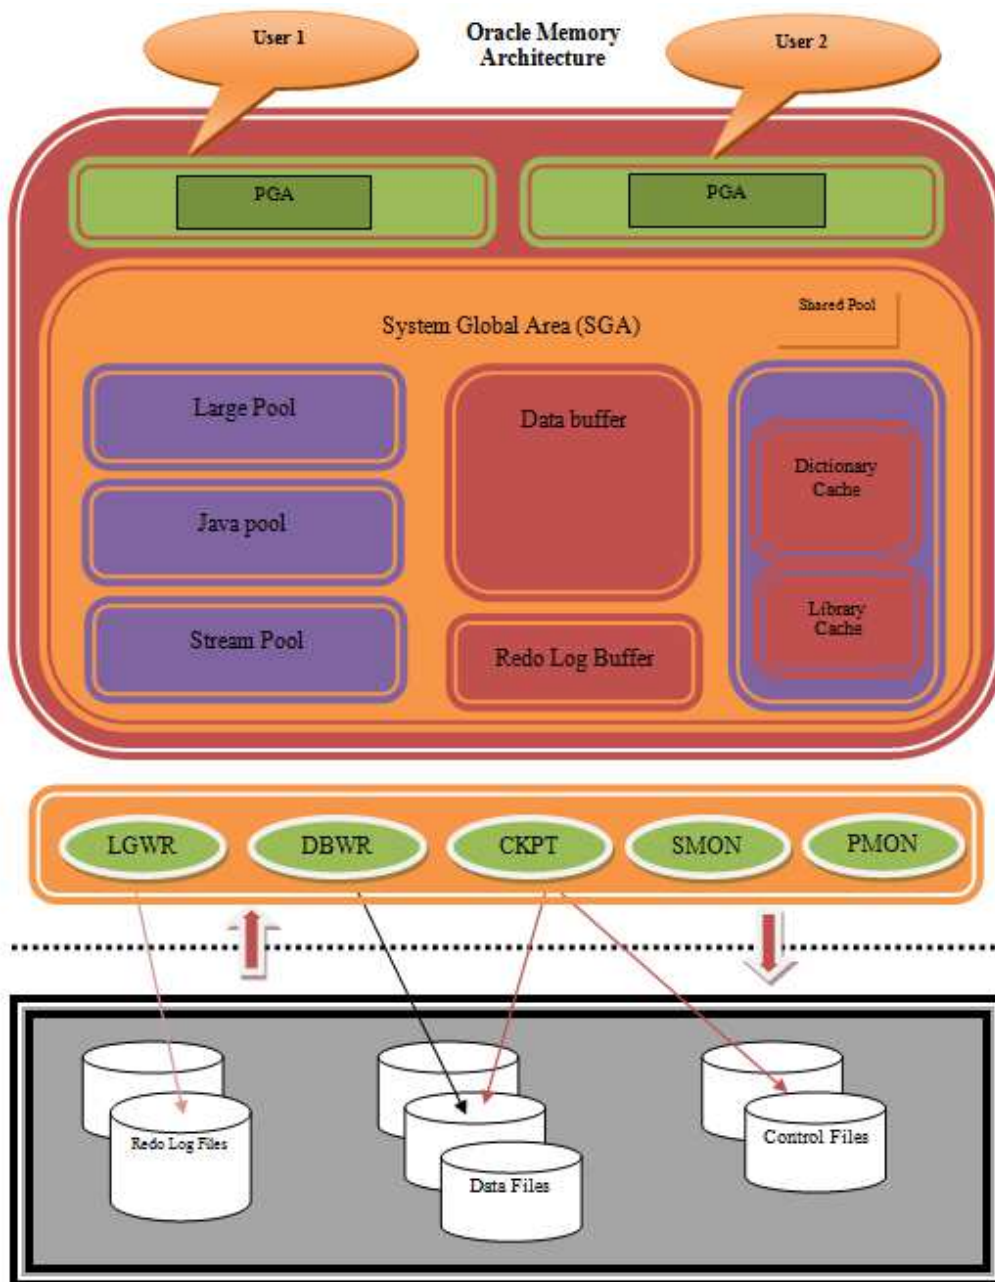 User 1
Oracle Memory
Architecture
User 2
PGA
PGA
Shared Pool
System Global Area (SGA)
Large Pool
Data buffer
Dictionary
Cache
Java pool
Library
Cache
Stream Pool
Redo Log Buffer
LGWR
DBWR
CKPT
SMON
PMON
Redo Log Files
Data Files
Control Files